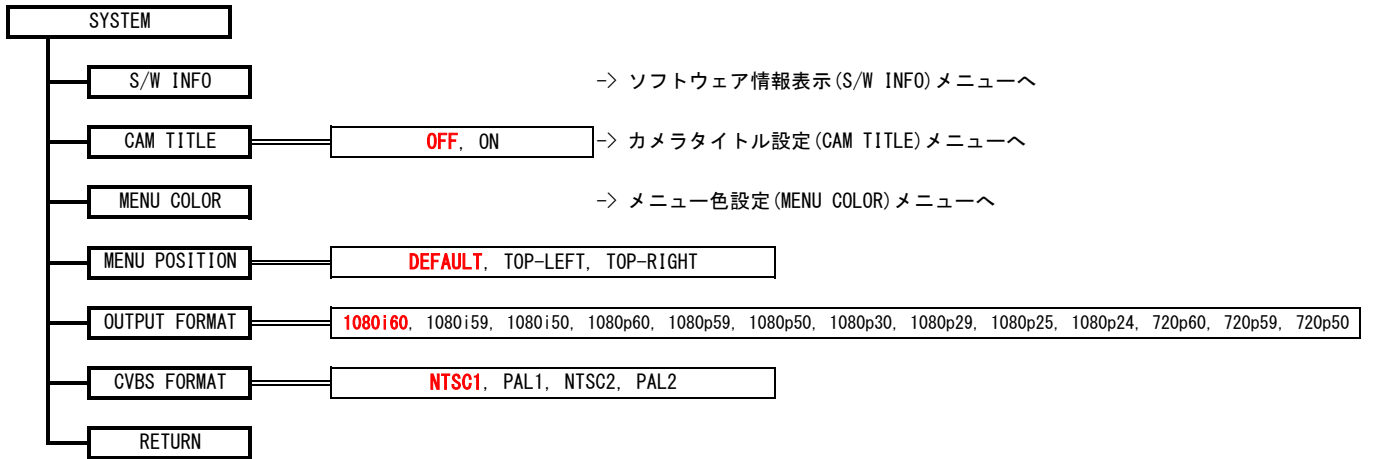 SYSTEM
S/W INFO -> ソフトウェア情報表示(S/W INFO)メニューへ
CAM TITLE OFF, ON -> カメラタイトル設定(CAM TITLE)メニューへ
MENU COLOR -> メニュー色設定(MENU COLOR)メニューへ
MENU POSITION DEFAULT, TOP-LEFT, TOP-RIGHT
OUTPUT FORMAT 1080i60, 1080i59, 1080i50, 1080p60, 1080p59, 1080p50, 1080p30, 1080p29, 1080p25, 1080p24, 720p60, 720p59, 720p50
CVBS FORMAT NTSC1, PAL1, NTSC2, PAL2
RETURN